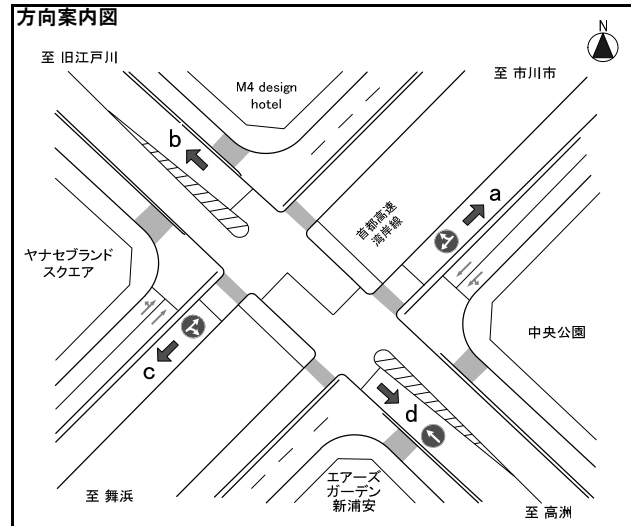 方向案内図
N
至 旧江戸川
至 市川市
M4 design
hotel
b
a
首都高速
湾岸線
ヤナセブランド
スクエア
中央公園
c
d
エアーズ
ガーデン
新浦安
至 舞浜
至 高洲